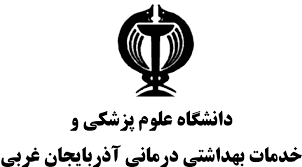 دانشگاه علوم پزشکی و
خدمات بهداشتی درمانی آذربایجان غربی